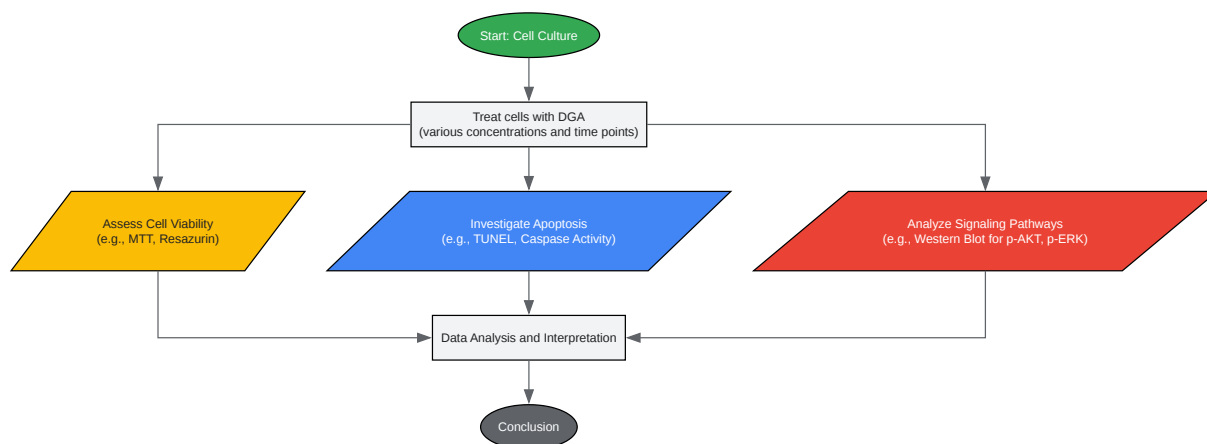 Start: Cell Culture
Treat cells with DGA
(various concentrations and time points)
Assess Cell Viability
(e.g., MTT, Resazurin)
Investigate Apoptosis
(e.g., TUNEL, Caspase Activity)
Analyze Signaling Pathways
(e.g., Western Blot for p-AKT, p-ERK)
Data Analysis and Interpretation
Conclusion